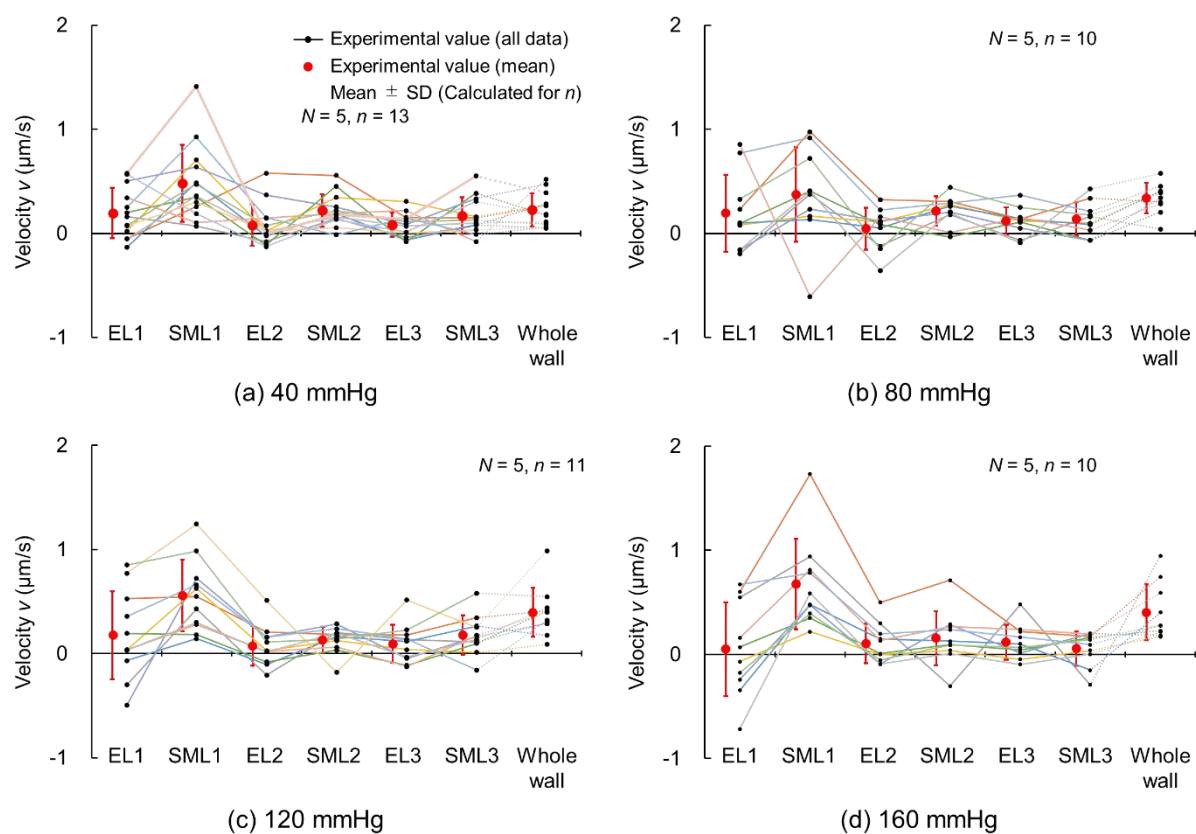 2
1
0
-1
Velocity v (μm/s)
Experimental value (all data)
Experimental value (mean)
Mean ± SD (Calculated for n)
N = 5, n = 13
EL1 SML1 EL2 SML2 EL3 SML3 Whole
wall
(a) 40 mmHg
2
1
0
-1
Velocity v (μm/s)
N = 5, n = 10
EL1 SML1 EL2 SML2 EL3 SML3 Whole
wall
(b) 80 mmHg
2
1
0
-1
Velocity v (μm/s)
N = 5, n = 11
EL1 SML1 EL2 SML2 EL3 SML3 Whole
wall
(c) 120 mmHg
2
1
0
-1
Velocity v (μm/s)
N = 5, n = 10
EL1 SML1 EL2 SML2 EL3 SML3 Whole
wall
(d) 160 mmHg